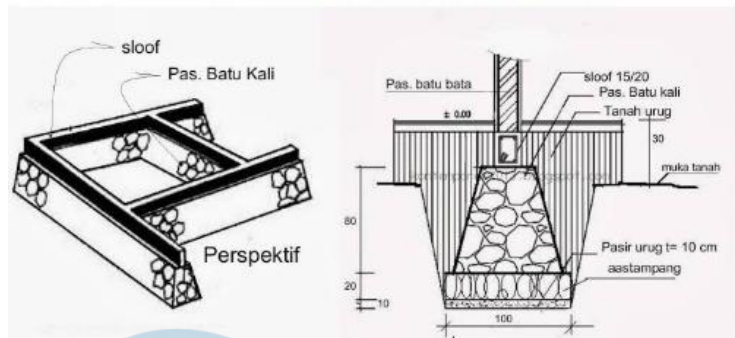 sloof
Pas. Batu Kali
Perspektif
Pas. batu bata
sloof 15/20
Pas. Batu kali
Tanah urug
± 0.00
30
muka tanah
80
Pasir urug t= 10 cm
aastampang
20
10
100